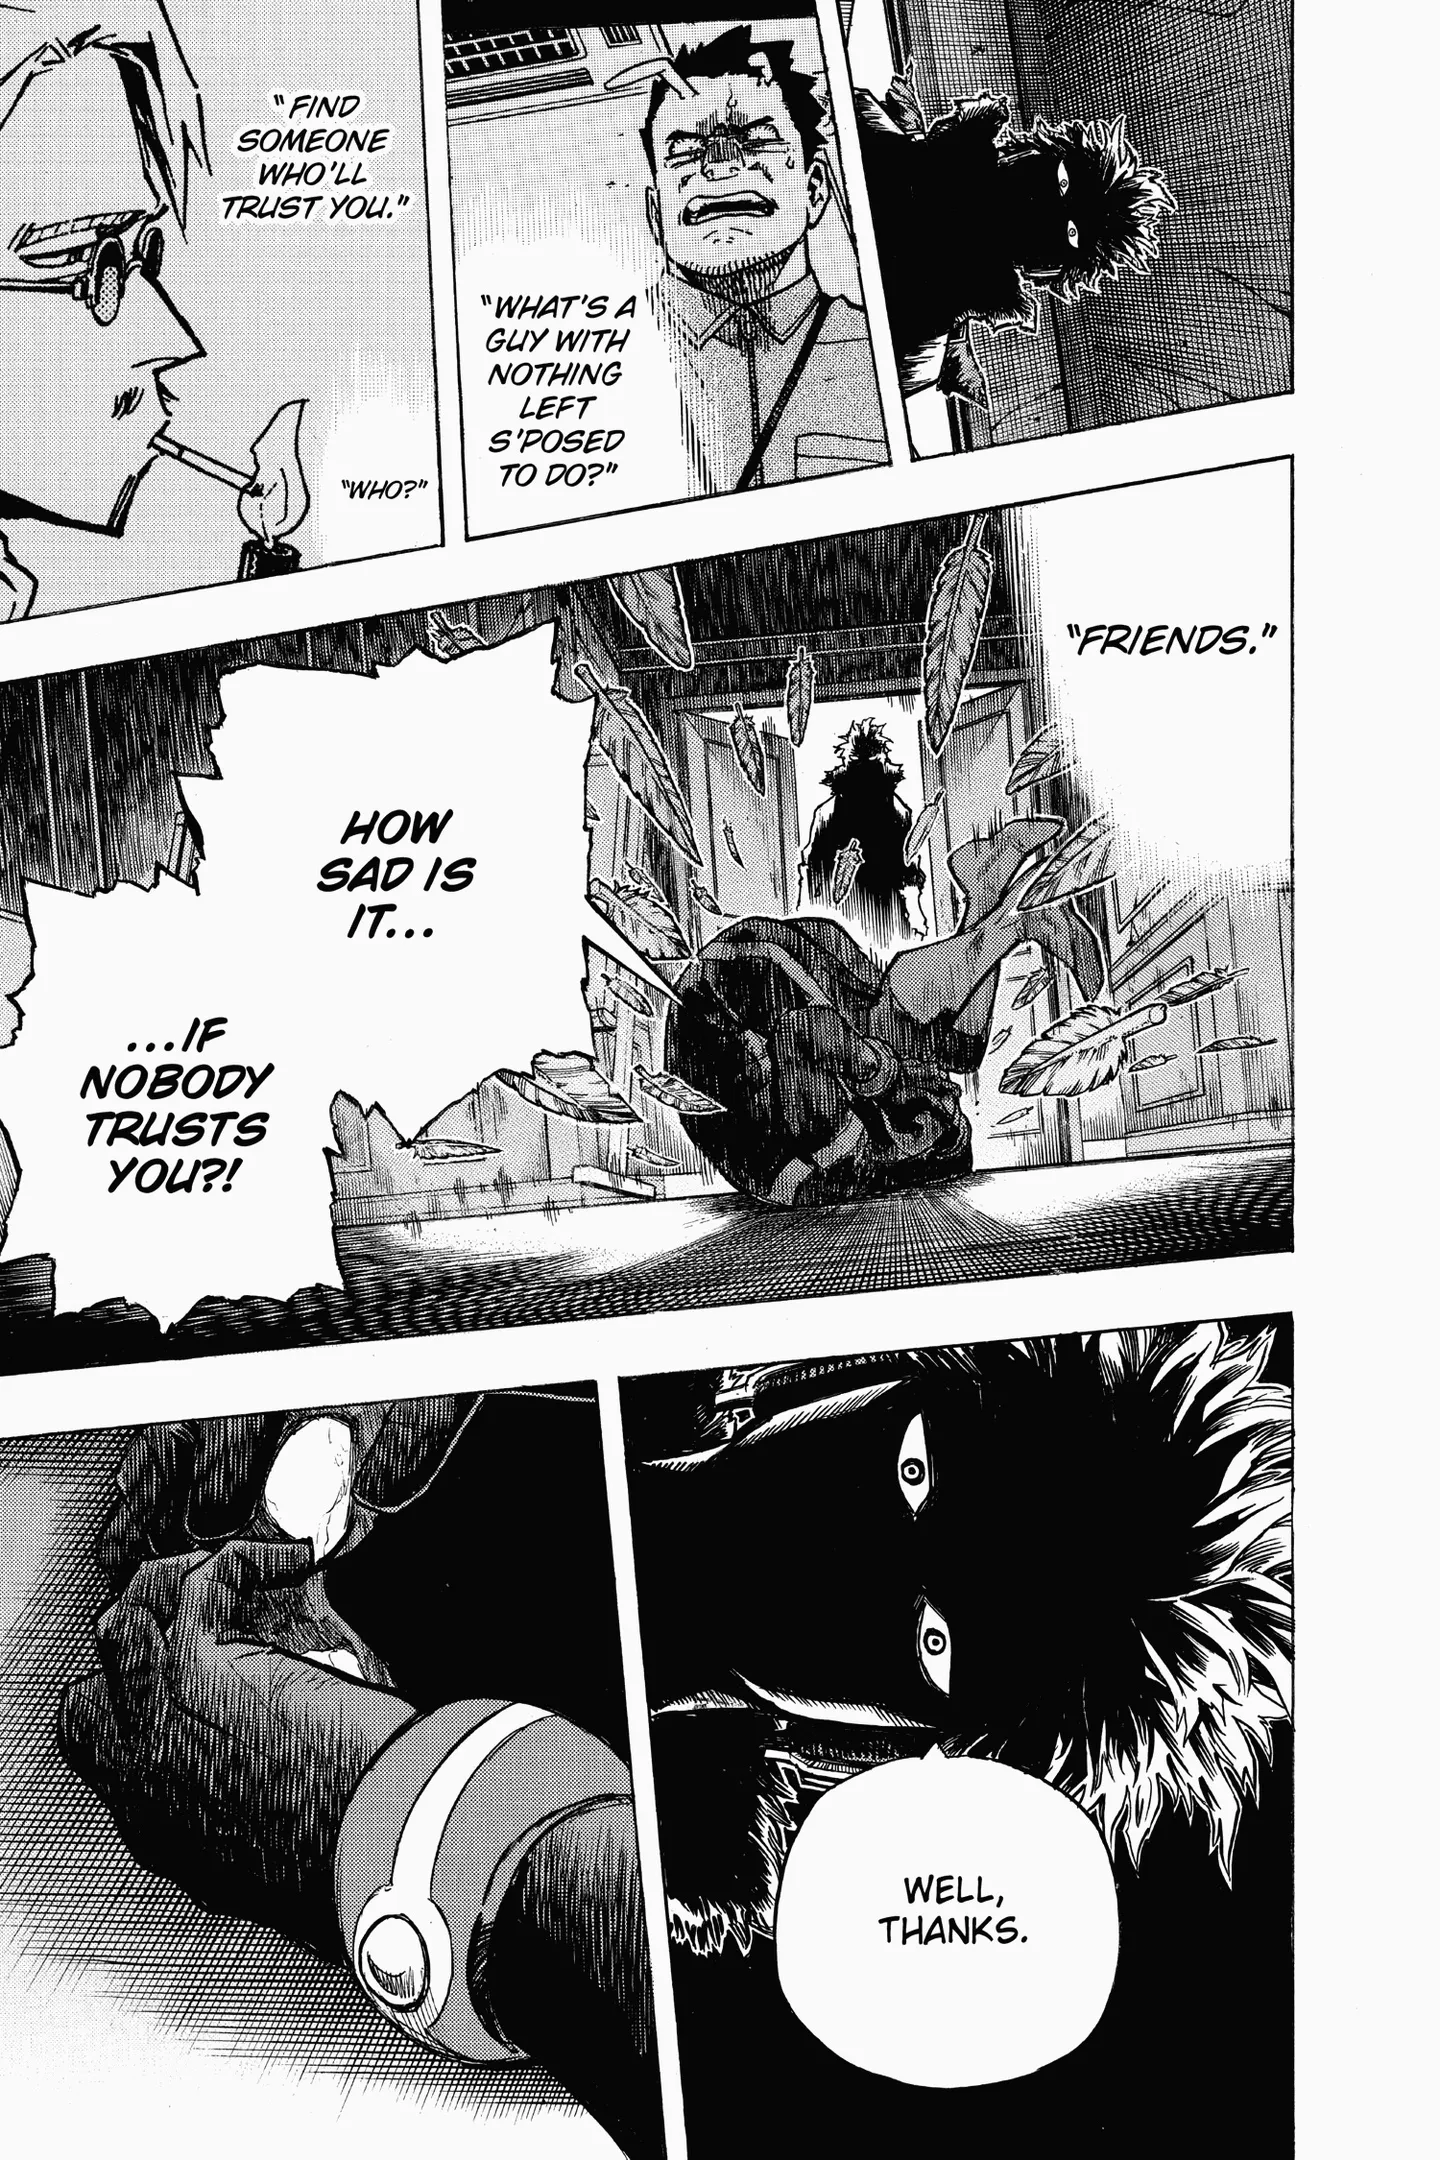 "WHAT'S A
GUY WITH
NOTHING
LEFT
S'POSED
TO DO?"
"FIND
SOMEONE
WHO'LL
TRUST YOU."
"WHO?"
"FRIENDS."
HOW
SAD IS
IT...
...IF
NOBODY
TRUSTS
YOU?!
WELL,
THANKS.